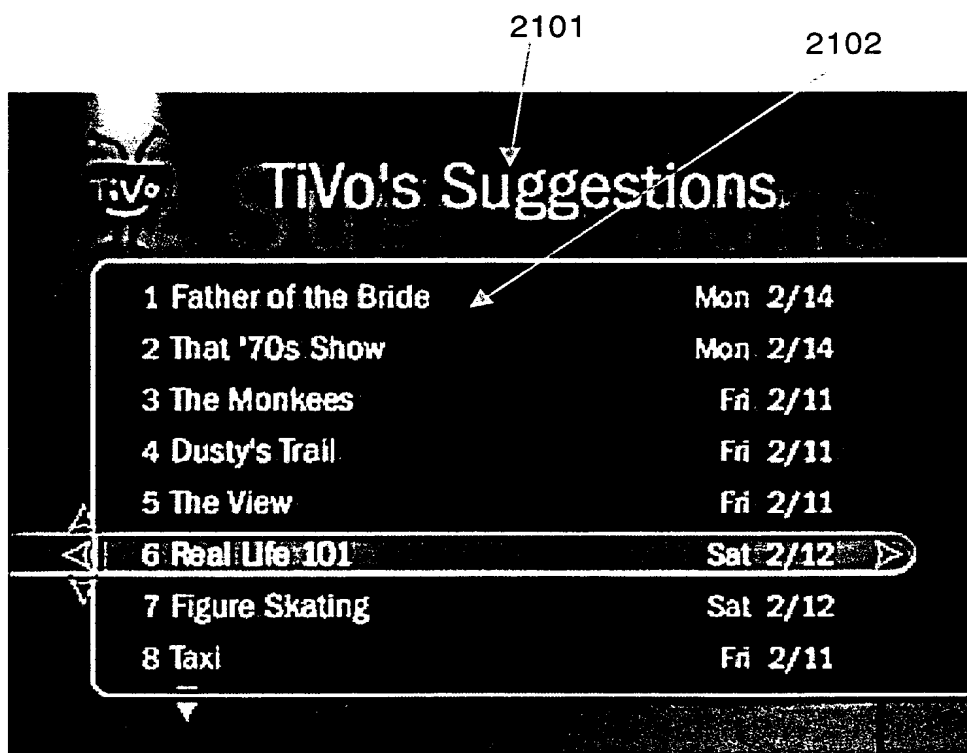 2101
2102
TiVo
TiVo's Suggestions
1 Father of the Bride Mon 2/14
2 That '70s Show Mon 2/14
3 The Monkees Fri 2/11
4 Dusty's Trail Fri 2/11
5 The View Fri 2/11
6 Real Life 101 Sat 2/12
7 Figure Skating Sat 2/12
8 Taxi Fri 2/11